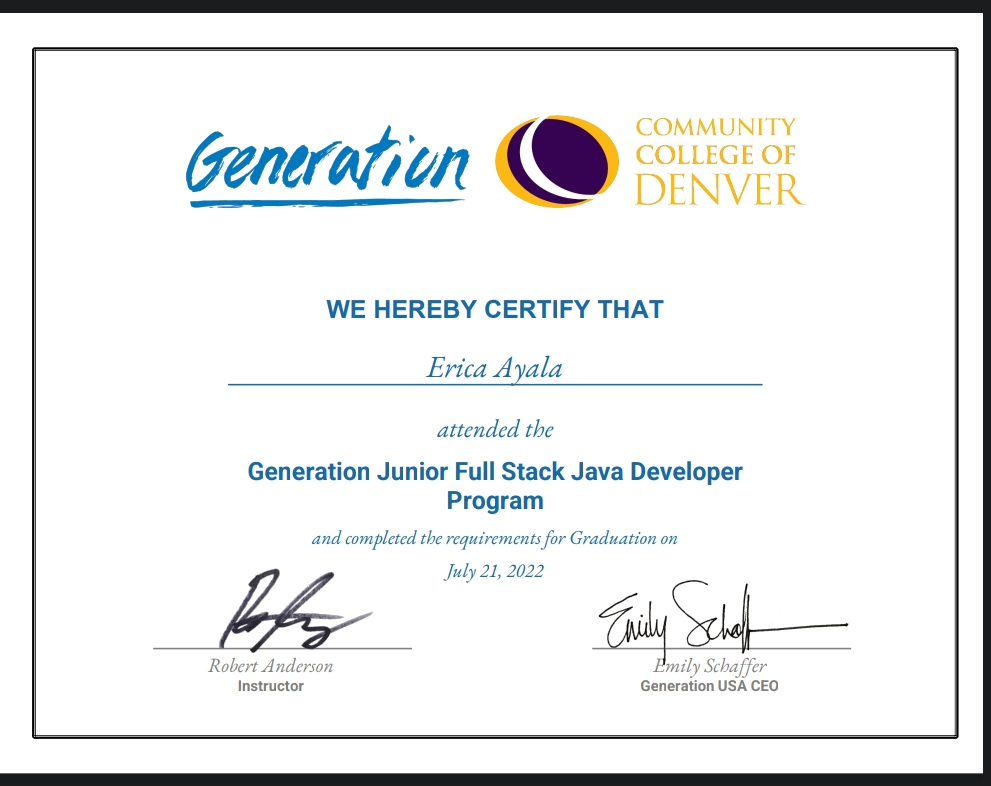 Generation
COMMUNITY
COLLEGE OF
DENVER
WE HEREBY CERTIFY THAT
Erica Ayala
attended the
Generation Junior Full Stack Java Developer
Program
and completed the requirements for Graduation on
July 21, 2022
Emily Schaff
Robert Anderson
Instructor
Emily Schaffer
Generation USA CEO